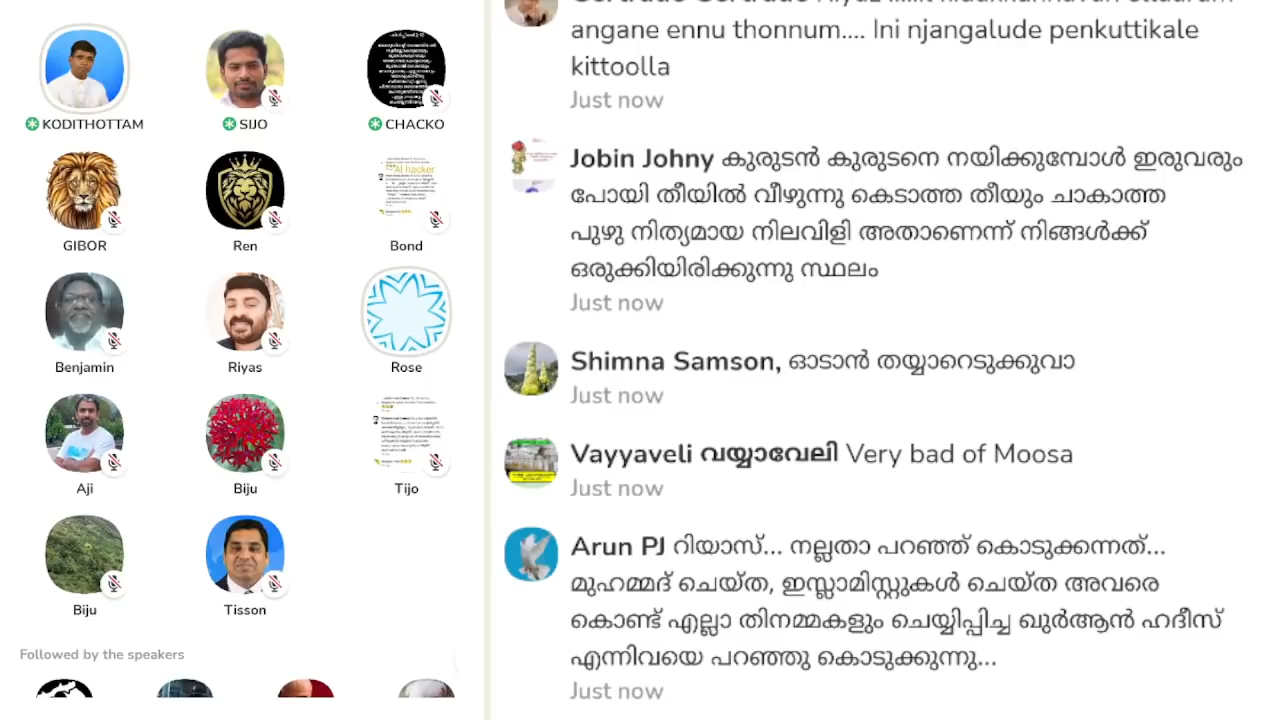 KODITHOTTAM
SIJO
CHACKO
AI hacker
GIBOR
Ren
Bond
Benjamin
Riyas
Rose
Aji
Biju
Tijo
Biju
Tisson
Followed by the speakers
angane ennu thonnum.... Ini njangalude penkuttikale
kittoolla
Just now
Jobin Johny കുരുടൻ കുരുടനെ നയിക്കുമ്പോൾ ഇരുവരും
പോയി തീയിൽ വീഴുന്നു കെടാത്ത തീയും ചാകാത്ത
പുഴു നിത്യമായ നിലവിളി അതാണെന്ന് നിങ്ങൾക്ക്
ഒരുക്കിയിരിക്കുന്നു സ്ഥലം
Just now
Shimna Samson, ഓടാൻ തയ്യാറെടുക്കുവാ
Just now
Vayyaveli വയ്യാവേലി Very bad of Moosa
Just now
Arun PJ റിയാസ്... നല്ലതാ പറഞ്ഞ് കൊടുക്കന്നത്...
മുഹമ്മദ് ചെയ്ത, ഇസ്ലാമിസ്റ്റുകൾ ചെയ്ത അവരെ
കൊണ്ട് എല്ലാ തിനമ്മകളും ചെയ്യിപ്പിച്ച ഖുർആൻ ഹദീസ്
എന്നിവയെ പറഞ്ഞു കൊടുക്കുന്നു...
Just now